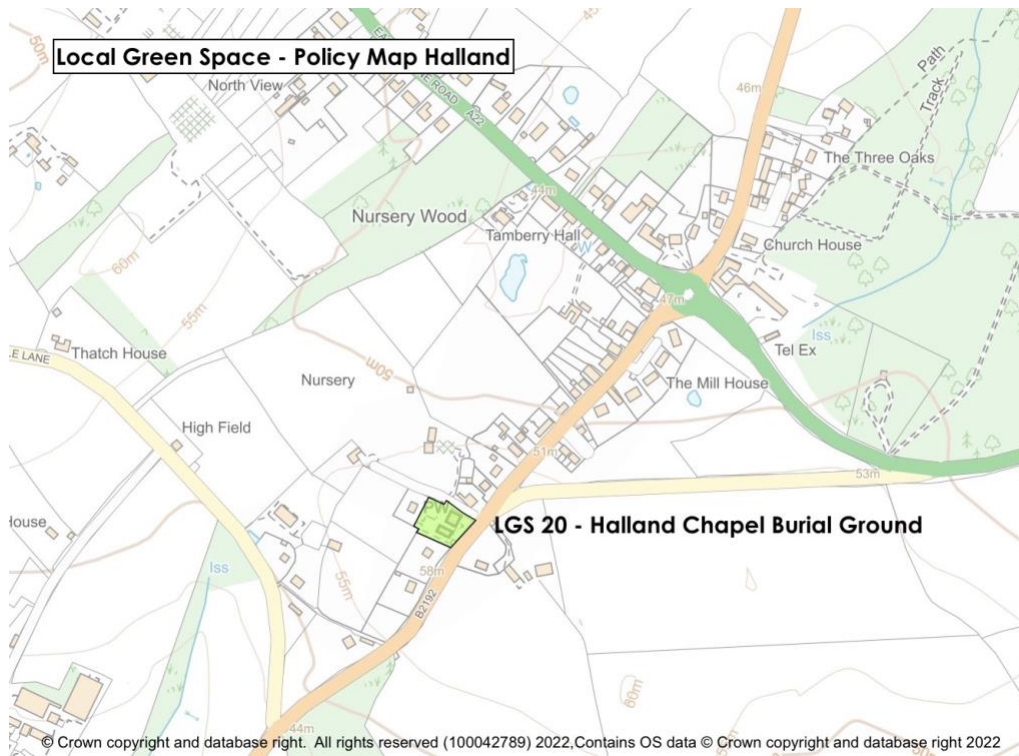 Local Green Space - Policy Map Halland
50m
45
46m
Path
Track
North View
ROAD A22
The Three Oaks
44m
Nursery Wood
Tamberry Hall
W
Church House
60m
55m
47m
Iss
E LANE
Thatch House
50m
Tel Ex
Nursery
The Mill House
High Field
51m
53m
PW
LGS 20 - Halland Chapel Burial Ground
House
Iss
55m
58m
B2192
60m
44m
© Crown copyright and database right. All rights reserved (100042789) 2022,Contains OS data © Crown copyright and database right 2022